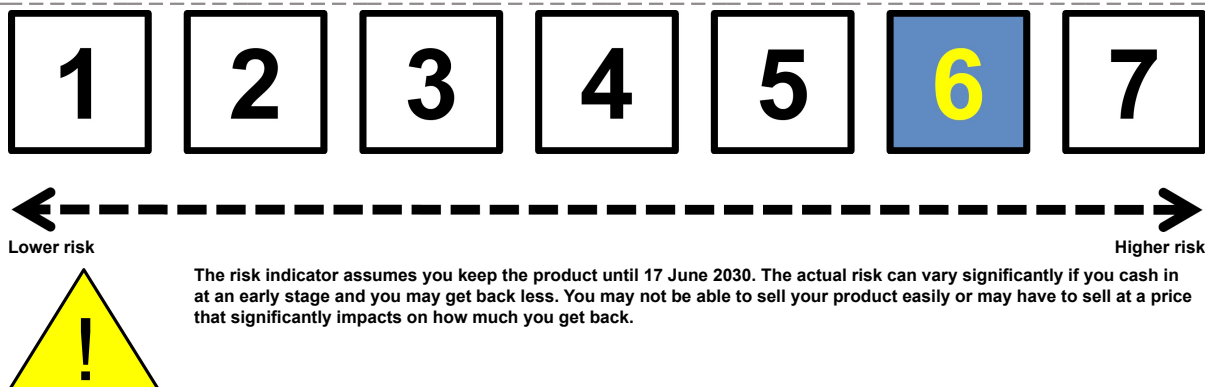 1 2 3 4 5 6 7
Lower risk Higher risk
The risk indicator assumes you keep the product until 17 June 2030. The actual risk can vary significantly if you cash in
at an early stage and you may get back less. You may not be able to sell your product easily or may have to sell at a price
that significantly impacts on how much you get back.
!